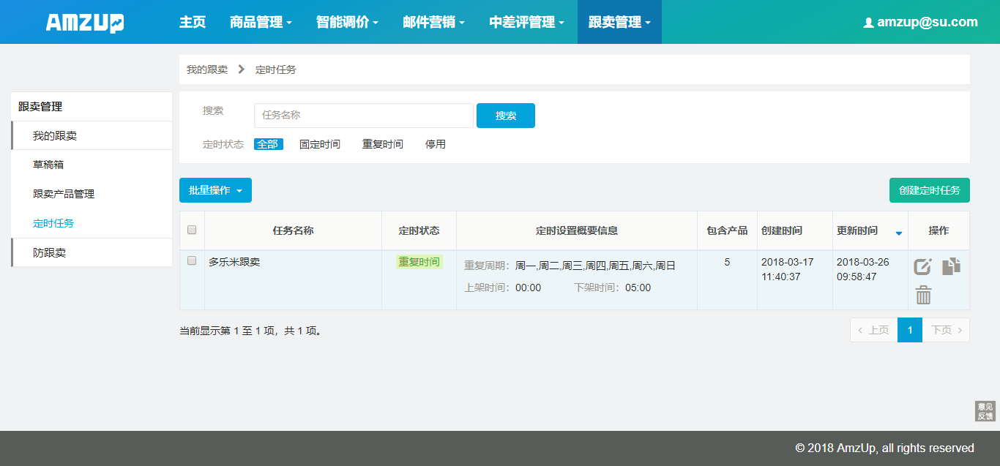 AMZUP 主页 商品管理 智能调价 邮件营销 中差评管理 跟卖管理 amzup@su.com
我的跟卖 定时任务
跟卖管理
我的跟卖
草稿箱
跟卖产品管理
定时任务
防跟卖
搜索 任务名称 搜索
定时状态 全部 固定时间 重复时间 停用
批量操作 创建定时任务
任务名称 定时状态 定时设置概要信息 包含产品 创建时间 更新时间 操作
多乐米跟卖 重复时间 重复周期：周一,周二,周三,周四,周五,周六,周日 5 2018-03-17 2018-03-26
上架时间：00:00 下架时间：05:00 11:40:37 09:58:47
当前显示第 1 至 1 项，共 1 项。 上页 1 下页
意见
反馈
© 2018 AmzUp, all rights reserved